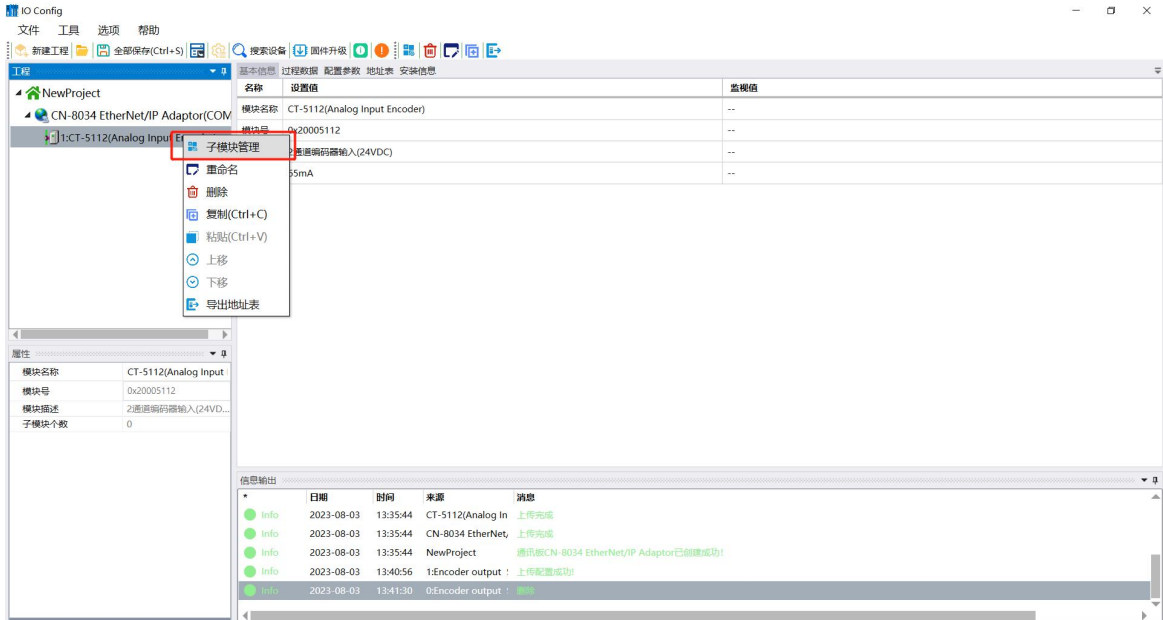 IO Config
文件 工具 选项 帮助
新建工程 全部保存(Ctrl+S) 搜索设备 固件升级
工程
NewProject
CN-8034 EtherNet/IP Adaptor(COM
1:CT-5112(Analog Input
子模块管理
重命名
删除
复制(Ctrl+C)
粘贴(Ctrl+V)
上移
下移
导出地址表
属性
模块名称 CT-5112(Analog Input
模块号 0x20005112
模块描述 2通道编码器输入(24VD...
子模块个数 0
基本信息 过程数据 配置参数 地址表 安装信息
名称 设置值 监视值
模块名称 CT-5112(Analog Input Encoder) --
模块号 0x20005112 --
2通道编码器输入(24VDC) --
5mA --
信息输出
* 日期 时间 来源 消息
Info 2023-08-03 13:35:44 CT-5112(Analog In 上传完成
Info 2023-08-03 13:35:44 CN-8034 EtherNet/ 上传完成
Info 2023-08-03 13:35:44 NewProject 通讯板CN-8034 EtherNet/IP Adaptor已创建成功!
Info 2023-08-03 13:40:56 1:Encoder output 上传配置成功!
Info 2023-08-03 13:41:30 0:Encoder output 删除